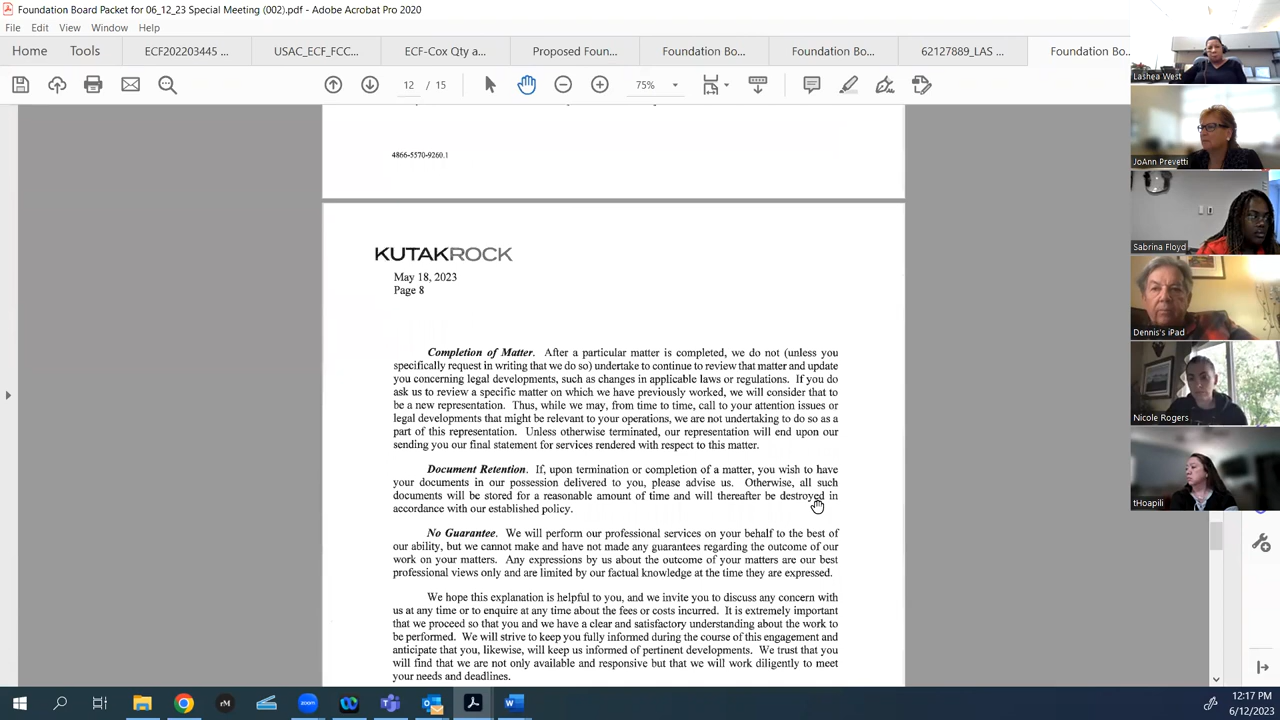 Foundation Board Packet for 06_12_23 Special Meeting (002).pdf - Adobe Acrobat Pro 2020
File Edit View Window Help
Home Tools ECF202203445 ... USAC_ECF_FCC... ECF-Cox Qty a... Proposed Foun... Foundation Bo... Foundation Bo... 62127889_LAS ... Foundation Bo...
12 / 15 75%
4866-5570-9260.1
KUTAKROCK
May 18, 2023
Page 8
Completion of Matter. After a particular matter is completed, we do not (unless you
specifically request in writing that we do so) undertake to continue to review that matter and update
you concerning legal developments, such as changes in applicable laws or regulations. If you do
ask us to review a specific matter on which we have previously worked, we will consider that to
be a new representation. Thus, while we may, from time to time, call to your attention issues or
legal developments that might be relevant to your operations, we are not undertaking to do so as a
part of this representation. Unless otherwise terminated, our representation will end upon our
sending you our final statement for services rendered with respect to this matter.
Document Retention. If, upon termination or completion of a matter, you wish to have
your documents in our possession delivered to you, please advise us. Otherwise, all such
documents will be stored for a reasonable amount of time and will thereafter be destroyed in
accordance with our established policy.
No Guarantee. We will perform our professional services on your behalf to the best of
our ability, but we cannot make and have not made any guarantees regarding the outcome of our
work on your matters. Any expressions by us about the outcome of your matters are our best
professional views only and are limited by our factual knowledge at the time they are expressed.
We hope this explanation is helpful to you, and we invite you to discuss any concern with
us at any time or to enquire at any time about the fees or costs incurred. It is extremely important
that we proceed so that you and we have a clear and satisfactory understanding about the work to
be performed. We will strive to keep you fully informed during the course of this engagement and
anticipate that you, likewise, will keep us informed of pertinent developments. We trust that you
will find that we are not only available and responsive but that we will work diligently to meet
your needs and deadlines.
Lashea West
JoAnn Prevetti
Sabrina Floyd
Dennis's iPad
Nicole Rogers
tHoapili
rM
zoom
12:17 PM
6/12/2023